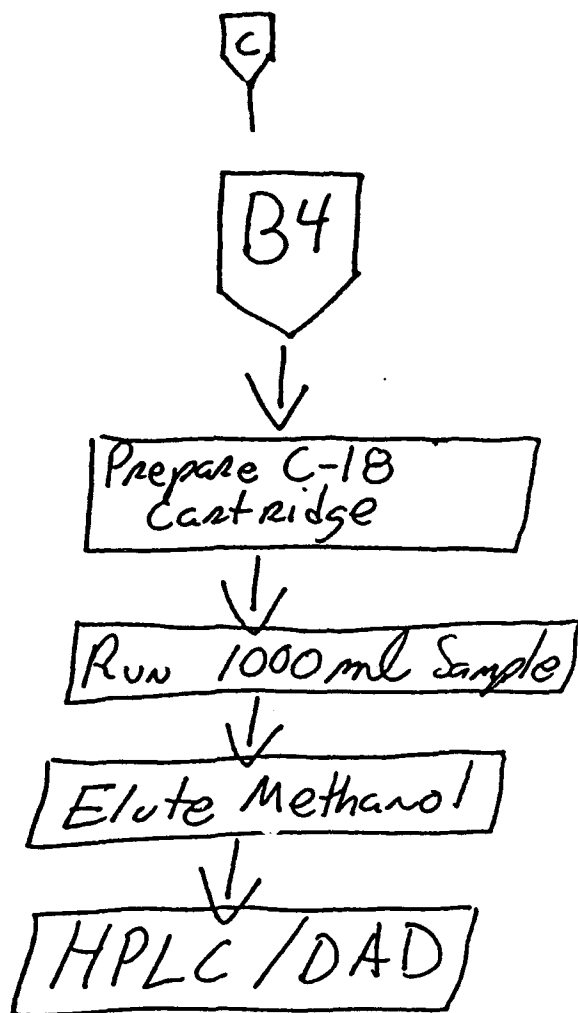 C
B4
Prepare C-18
Cartridge
Run 1000 ml Sample
Elute Methanol
HPLC/DAD